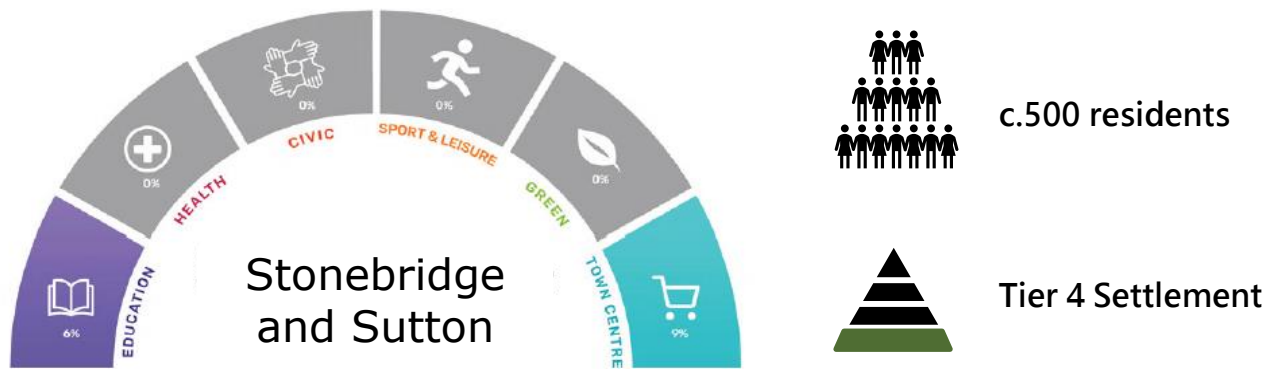 0%
0%
CIVIC
SPORT & LEISURE
0%
HEALTH
0%
GREEN
6%
EDUCATION
TOWN CENTRE
9%
Stonebridge
and Sutton
c.500 residents
Tier 4 Settlement